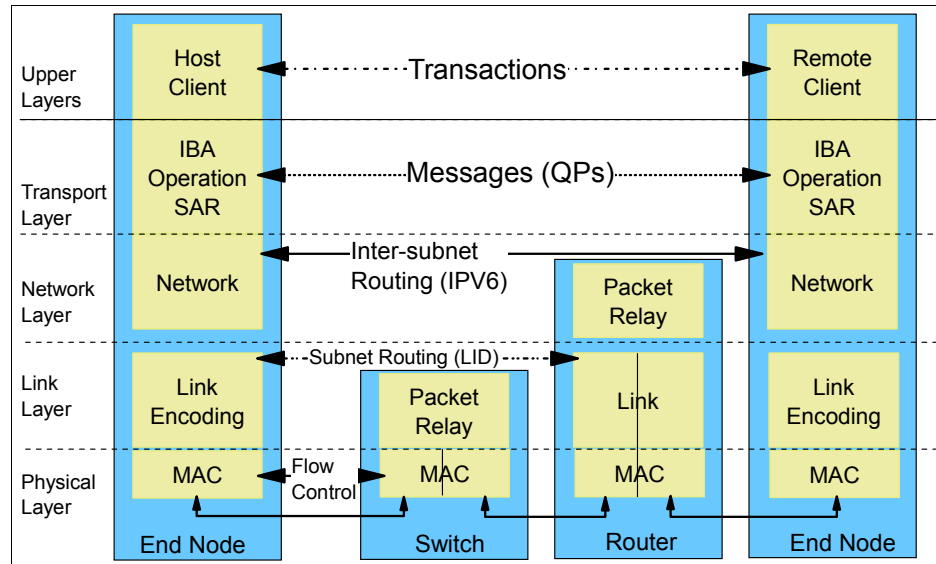 Upper
Layers
Host
Client
Transactions
Remote
Client
Transport
Layer
IBA
Operation
SAR
Messages (QPs)
IBA
Operation
SAR
Network
Layer
Network
Inter-subnet
Routing (IPV6)
Packet
Relay
Network
Link
Layer
Link
Encoding
Subnet Routing (LID)
Packet
Relay
Link
Link
Encoding
Physical
Layer
MAC
Flow
Control
MAC
MAC
MAC
End Node
Switch
Router
End Node